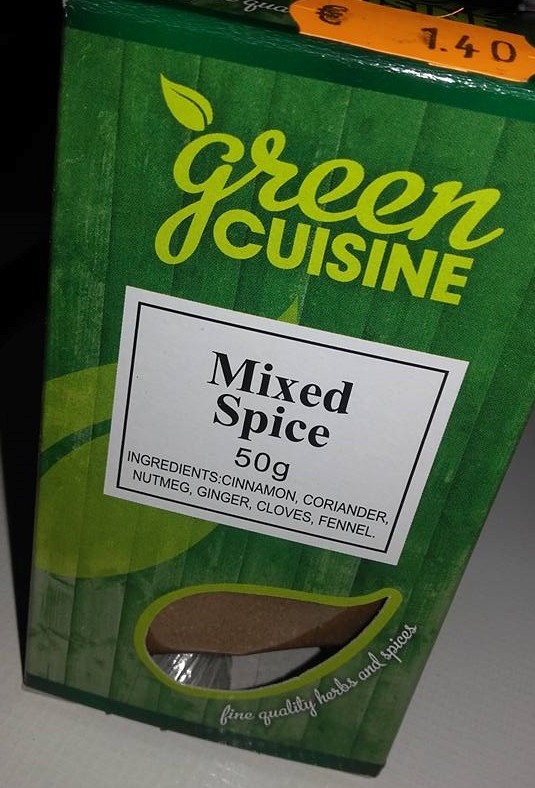 € 1.40
green
CUISINE
Mixed
Spice
50g
INGREDIENTS:CINNAMON, CORIANDER,
NUTMEG, GINGER, CLOVES, FENNEL.
fine quality herbs and spices